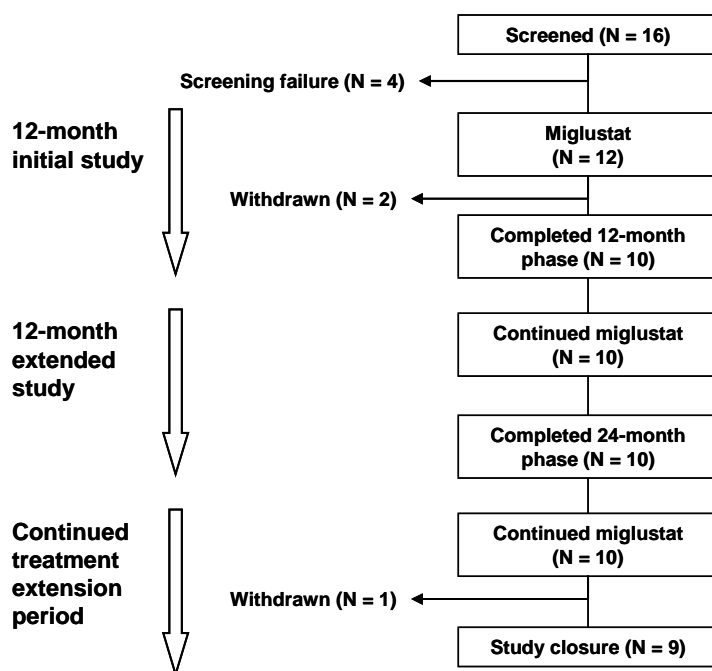 Screened (N = 16)
Screening failure (N = 4)
12-month
initial study
Miglustat
(N = 12)
Withdrawn (N = 2)
Completed 12-month
phase (N = 10)
12-month
extended
study
Continued miglustat
(N = 10)
Completed 24-month
phase (N = 10)
Continued
treatment
extension
period
Continued miglustat
(N = 10)
Withdrawn (N = 1)
Study closure (N = 9)